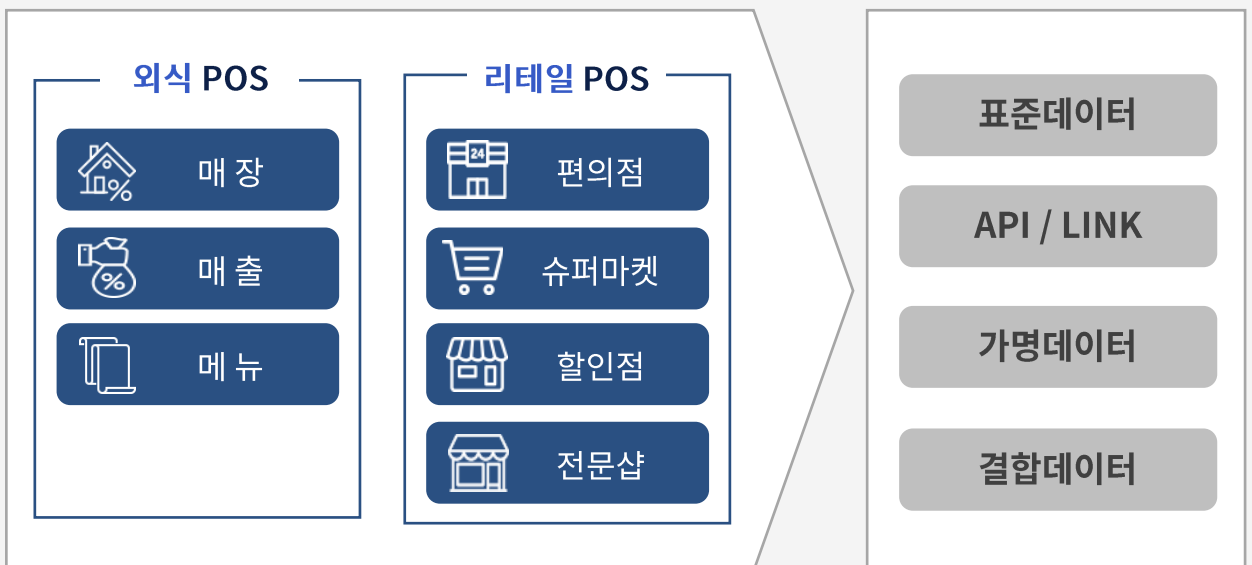 외식 POS
매 장
매 출
메 뉴
리테일 POS
24
편의점
슈퍼마켓
할인점
전문샵
표준데이터
API / LINK
가명데이터
결합데이터